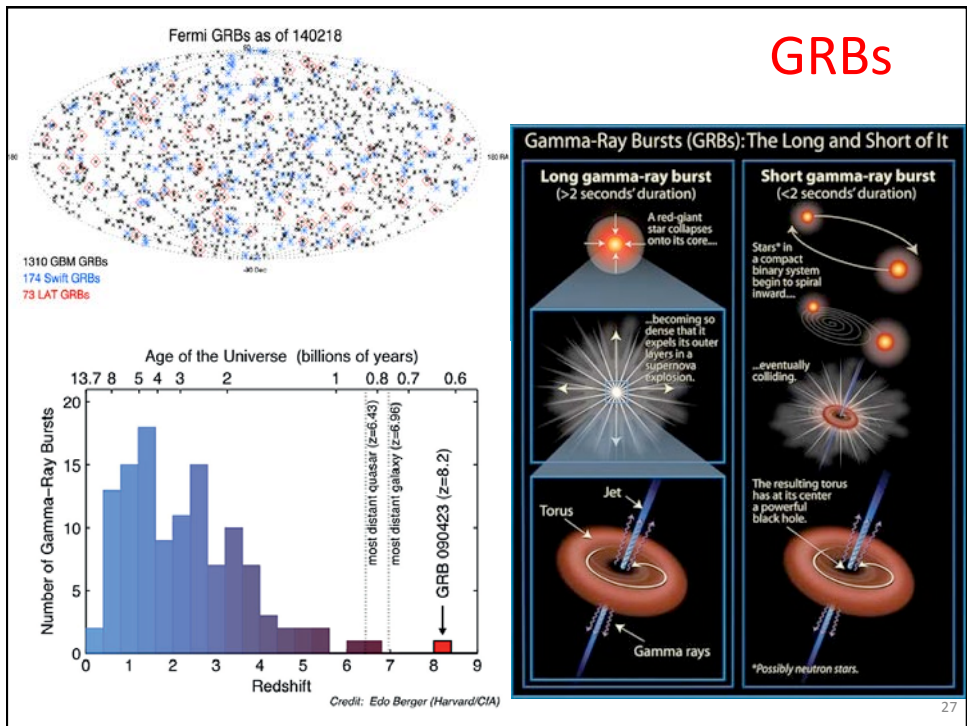 GRBs
Fermi GRBs as of 140218
90
180
180 RA
-90 Dec
1310 GBM GRBs
174 Swift GRBs
73 LAT GRBs
Age of the Universe (billions of years)
13.7 8 5 4 3 2 1 0.8 0.7 0.6
20
15
10
5
0
Number of Gamma-Ray Bursts
most distant quasar (z=6.43)
most distant galaxy (z=6.96)
GRB 090423 (z=8.2)
0 1 2 3 4 5 6 7 8 9
Redshift
Credit: Edo Berger (Harvard/CfA)
Gamma-Ray Bursts (GRBs): The Long and Short of It
Long gamma-ray burst
(>2 seconds' duration)
A red-giant
star collapses
onto its core....
...becoming so
dense that it
expels its outer
layers in a
supernova
explosion.
Torus
Jet
Gamma rays
Short gamma-ray burst
(<2 seconds' duration)
Stars* in
a compact
binary system
begin to spiral
inward....
...eventually
colliding.
The resulting torus
has at its center
a powerful
black hole.
*Possibly neutron stars.
27